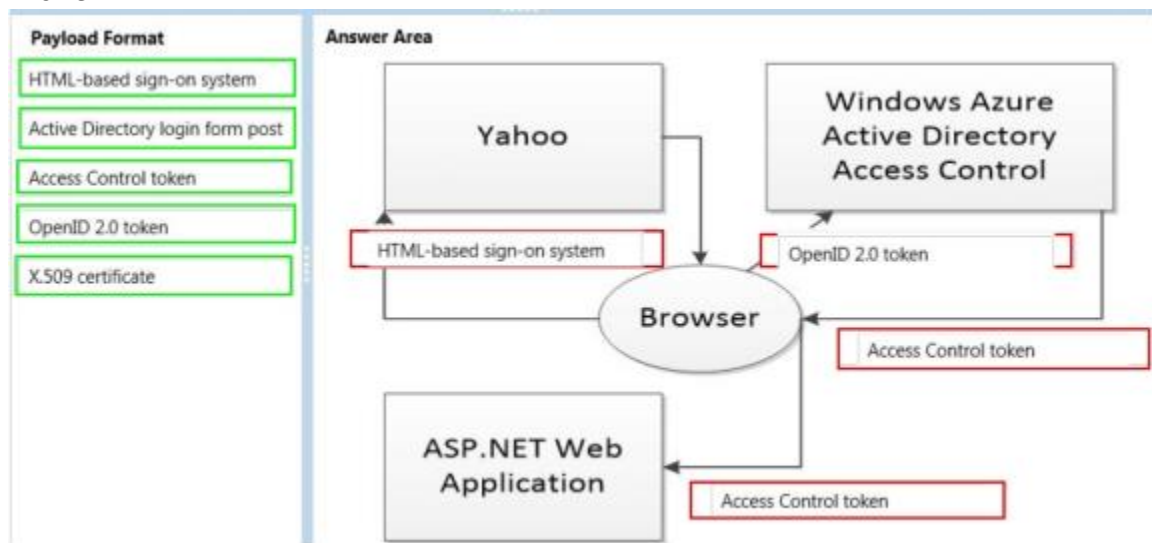 Payload Format
HTML-based sign-on system
Active Directory login form post
Access Control token
OpenID 2.0 token
X.509 certificate
Answer Area
Yahoo
Windows Azure
Active Directory
Access Control
HTML-based sign-on system
OpenID 2.0 token
Browser
Access Control token
ASP.NET Web
Application
Access Control token